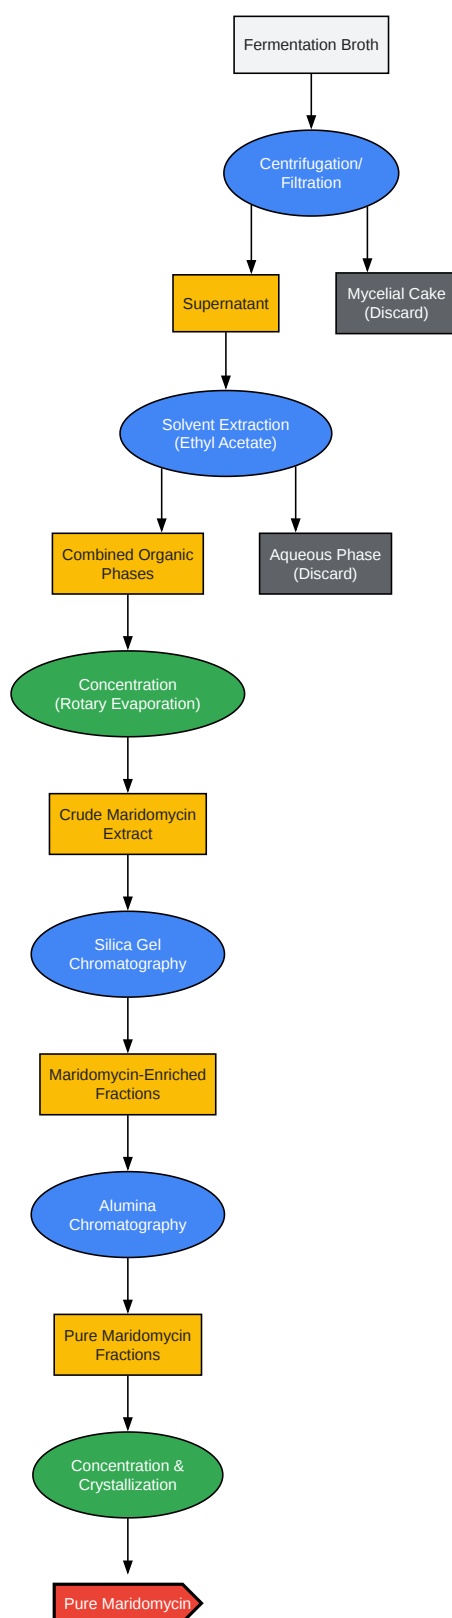 Fermentation Broth
Centrifugation/
Filtration
Supernatant
Mycelial Cake
(Discard)
Solvent Extraction
(Ethyl Acetate)
Combined Organic
Phases
Aqueous Phase
(Discard)
Concentration
(Rotary Evaporation)
Crude Maridomycin
Extract
Silica Gel
Chromatography
Maridomycin-Enriched
Fractions
Alumina
Chromatography
Pure Maridomycin
Fractions
Concentration &
Crystallization
Pure Maridomycin